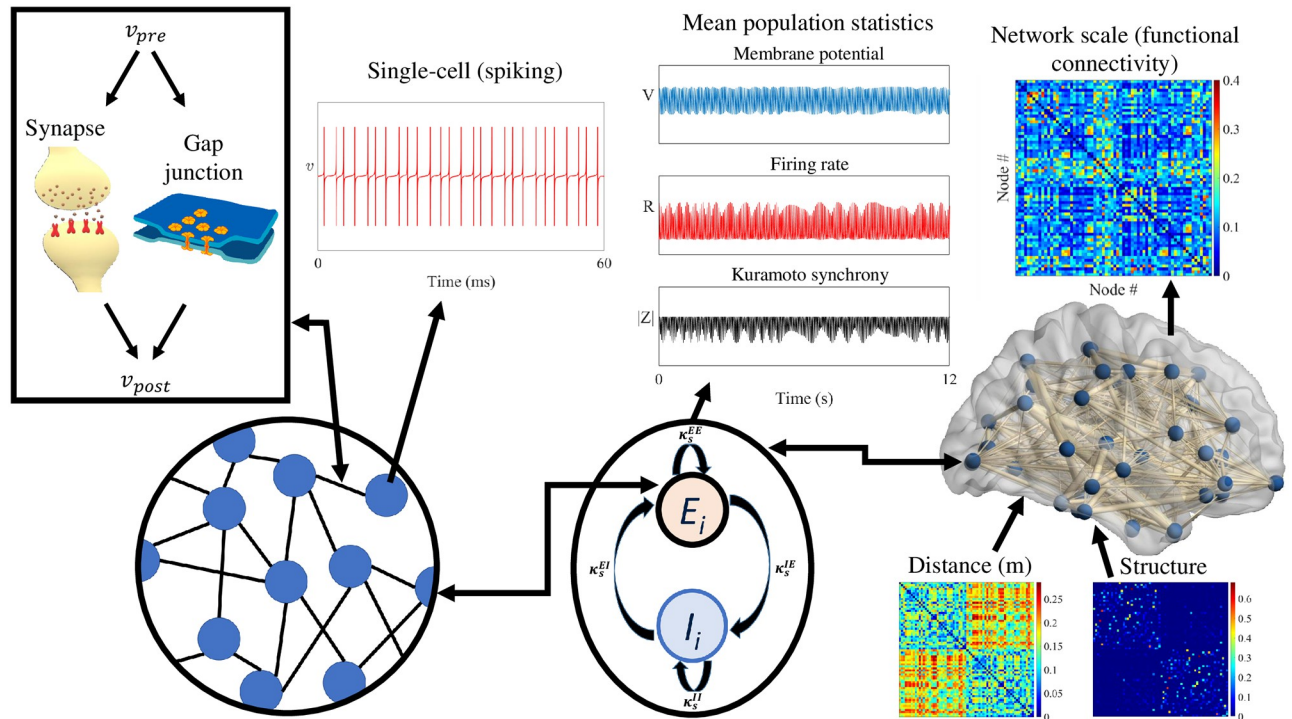 v_pre
Synapse
Gap
junction
v_post
Single-cell (spiking)
v
0
60
Time (ms)
Mean population statistics
Membrane potential
V
Firing rate
R
Kuramoto synchrony
|Z|
0
12
Time (s)
Network scale (functional
connectivity)
Node #
0.4
0.3
0.2
0.1
0
Node #
κ_s^EE
E_i
κ_s^EI
κ_s^IE
I_i
κ_s^II
Distance (m)
0.25
0.2
0.15
0.1
0.05
0
Structure
0.6
0.5
0.4
0.3
0.2
0.1
0